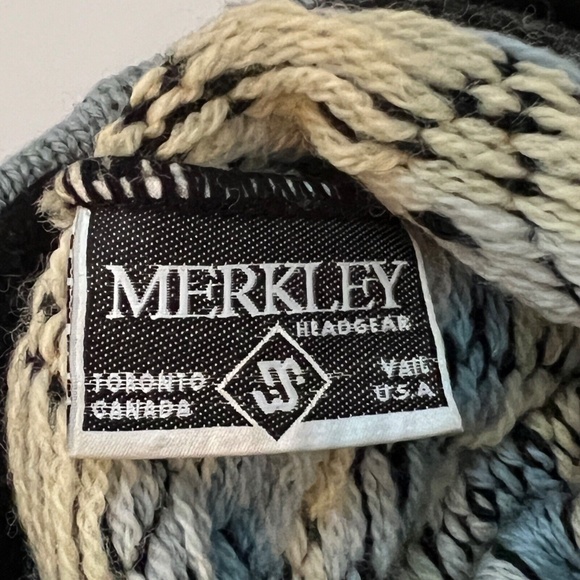 MERKLEY
HEADGEAR
TORONTO
CANADA
VAIL
U.S.A